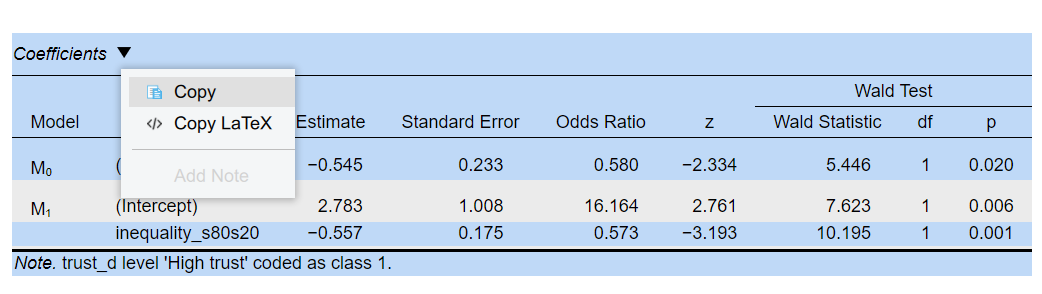 Coefficients ▼
Copy
Copy LaTeX
Add Note
Wald Test
Model Estimate Standard Error Odds Ratio z Wald Statistic df p
M₀ ( −0.545 0.233 0.580 −2.334 5.446 1 0.020
M₁ (Intercept) 2.783 1.008 16.164 2.761 7.623 1 0.006
inequality_s80s20 −0.557 0.175 0.573 −3.193 10.195 1 0.001
Note. trust_d level 'High trust' coded as class 1.